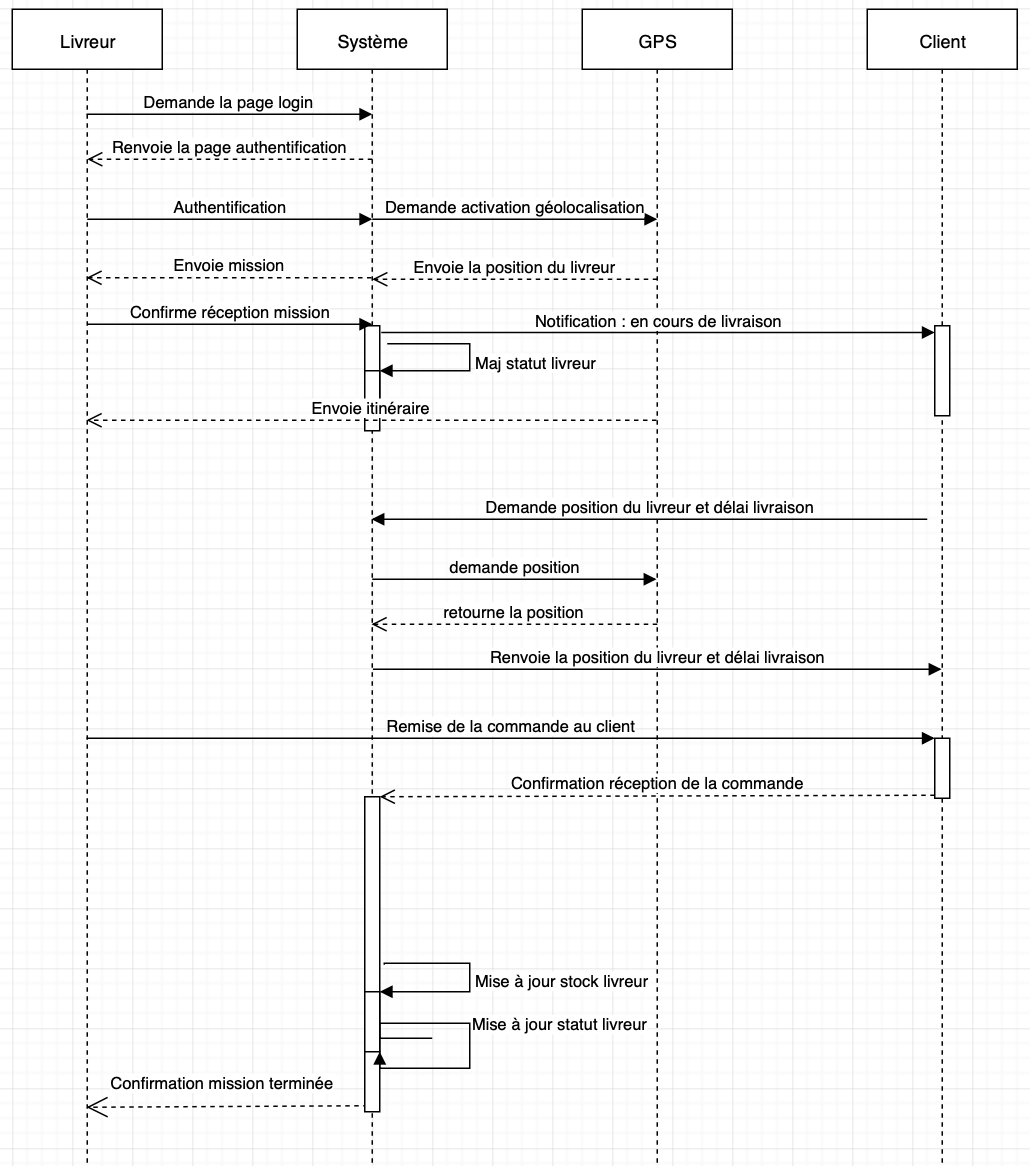 Livreur
Système
GPS
Client
Demande la page login
Renvoie la page authentification
Authentification
Demande activation géolocalisation
Envoie mission
Envoie la position du livreur
Confirme réception mission
Notification : en cours de livraison
Maj statut livreur
Envoie itinéraire
Demande position du livreur et délai livraison
demande position
retourne la position
Renvoie la position du livreur et délai livraison
Remise de la commande au client
Confirmation réception de la commande
Mise à jour stock livreur
Mise à jour statut livreur
Confirmation mission terminée